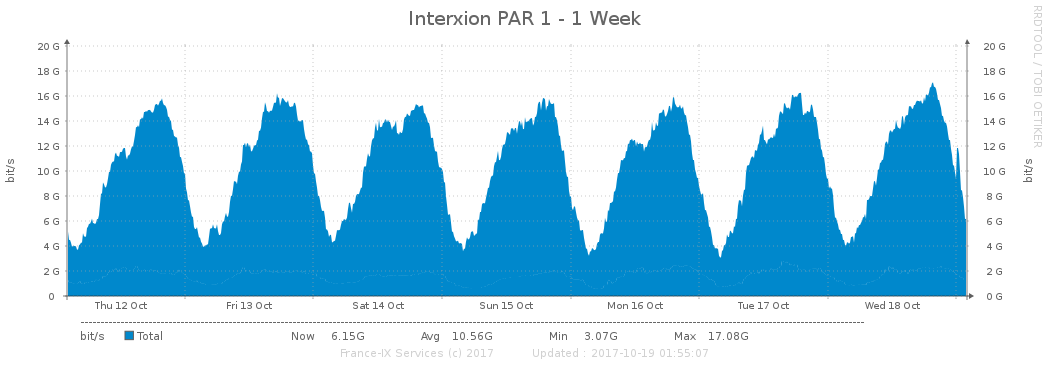 Interxion PAR 1 - 1 Week
RRDTOOL / TOBI OETIKER
20 G 20 G
18 G 18 G
16 G 16 G
14 G 14 G
12 G 12 G
10 G 10 G
8 G 8 G
6 G 6 G
4 G 4 G
2 G 2 G
0 0 G
bit/s
bit/s
Thu 12 Oct Fri 13 Oct Sat 14 Oct Sun 15 Oct Mon 16 Oct Tue 17 Oct Wed 18 Oct
bit/s Total Now 6.15G Avg 10.56G Min 3.07G Max 17.08G
France-IX Services (c) 2017 Updated : 2017-10-19 01:55:07